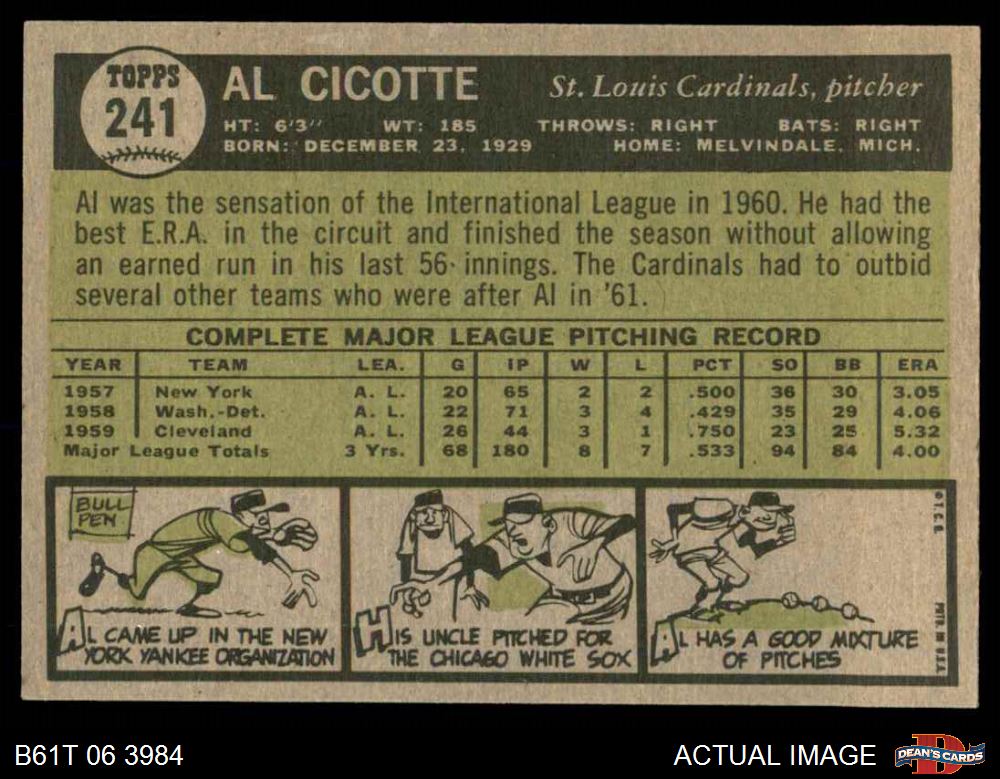 TOPPS
241
AL CICOTTE
St. Louis Cardinals, pitcher
HT: 6'3" WT: 185 THROWS: RIGHT BATS: RIGHT
BORN: DECEMBER 23, 1929 HOME: MELVINDALE, MICH.
Al was the sensation of the International League in 1960. He had the
best E.R.A. in the circuit and finished the season without allowing
an earned run in his last 56 innings. The Cardinals had to outbid
several other teams who were after Al in '61.
COMPLETE MAJOR LEAGUE PITCHING RECORD
YEAR TEAM LEA. G IP W L PCT SO BB ERA
1957 New York A. L. 20 65 2 2 .500 36 30 3.05
1958 Wash.-Det. A. L. 22 71 3 4 .429 35 29 4.06
1959 Cleveland A. L. 26 44 3 1 .750 23 25 5.32
Major League Totals 3 Yrs. 68 180 8 7 .533 94 84 4.00
BULL
PEN
AL CAME UP IN THE NEW
YORK YANKEE ORGANIZATION
HIS UNCLE PITCHED FOR
THE CHICAGO WHITE SOX
AL HAS A GOOD MIXTURE
OF PITCHES
© T.C.G.
PRTD. IN U.S.A.
B61T 06 3984
ACTUAL IMAGE
DEAN'S CARDS